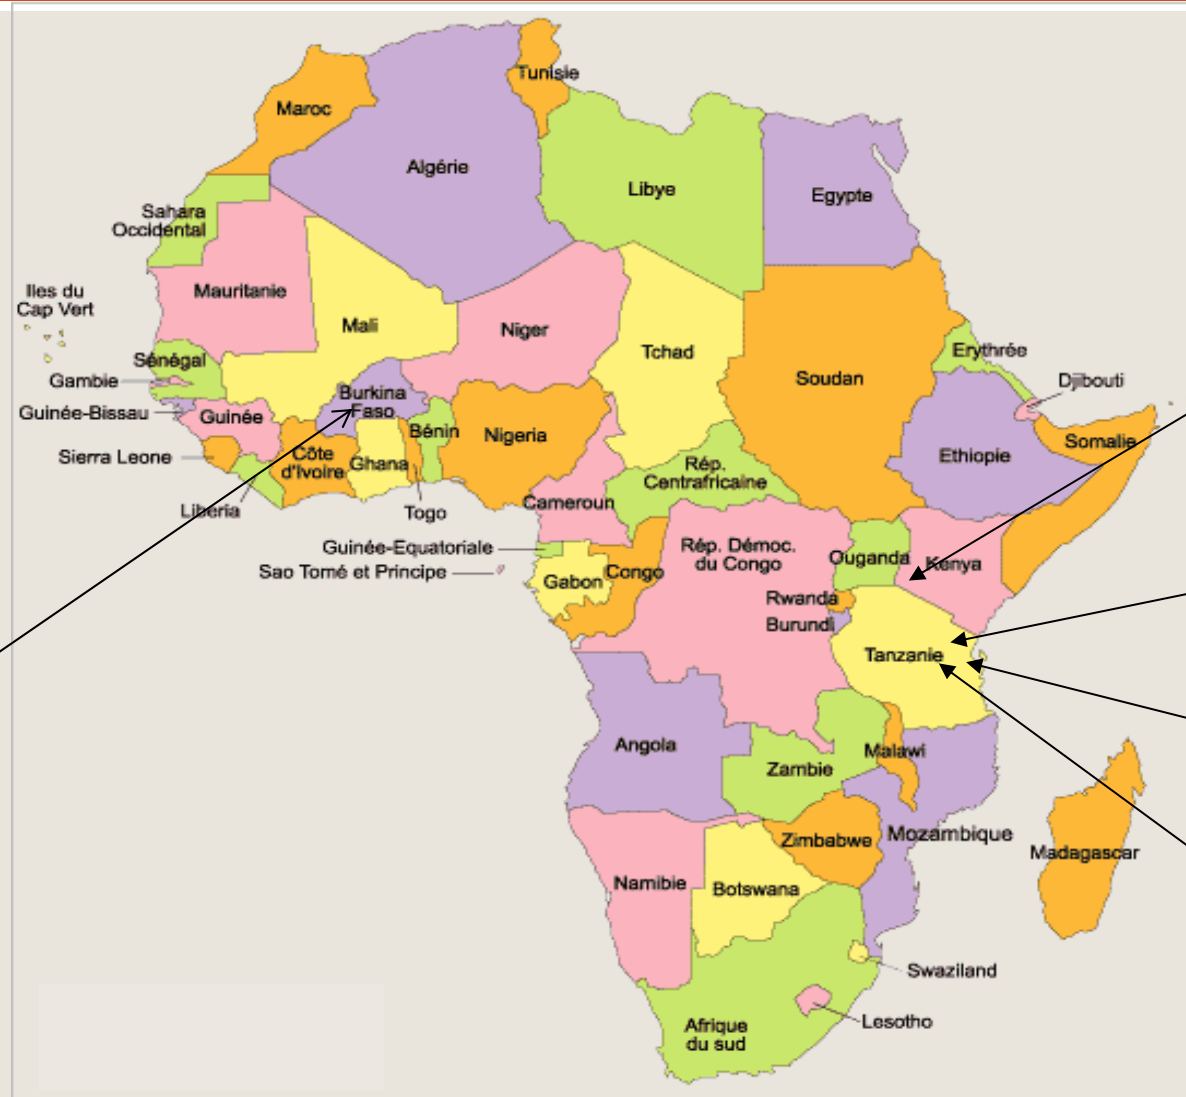 Tunisie
Maroc
Algérie
Libye
Egypte
Sahara
Occidental
Iles du
Cap Vert
Mauritanie
Mali
Niger
Tchad
Soudan
Erythrée
Djibouti
Sénégal
Gambie
Guinée-Bissau
Guinée
Burkina
Faso
Bénin
Nigeria
Sierra Leone
Côte
d'Ivoire
Ghana
Liberia
Togo
Cameroun
Rép.
Centrafricaine
Ethiopie
Somalie
Guinée-Equatoriale
Sao Tomé et Principe
Gabon
Congo
Rép. Démoc.
du Congo
Ouganda
Kenya
Rwanda
Burundi
Tanzanie
Angola
Zambie
Malawi
Mozambique
Zimbabwe
Madagascar
Namibie
Botswana
Swaziland
Lesotho
Afrique
du sud